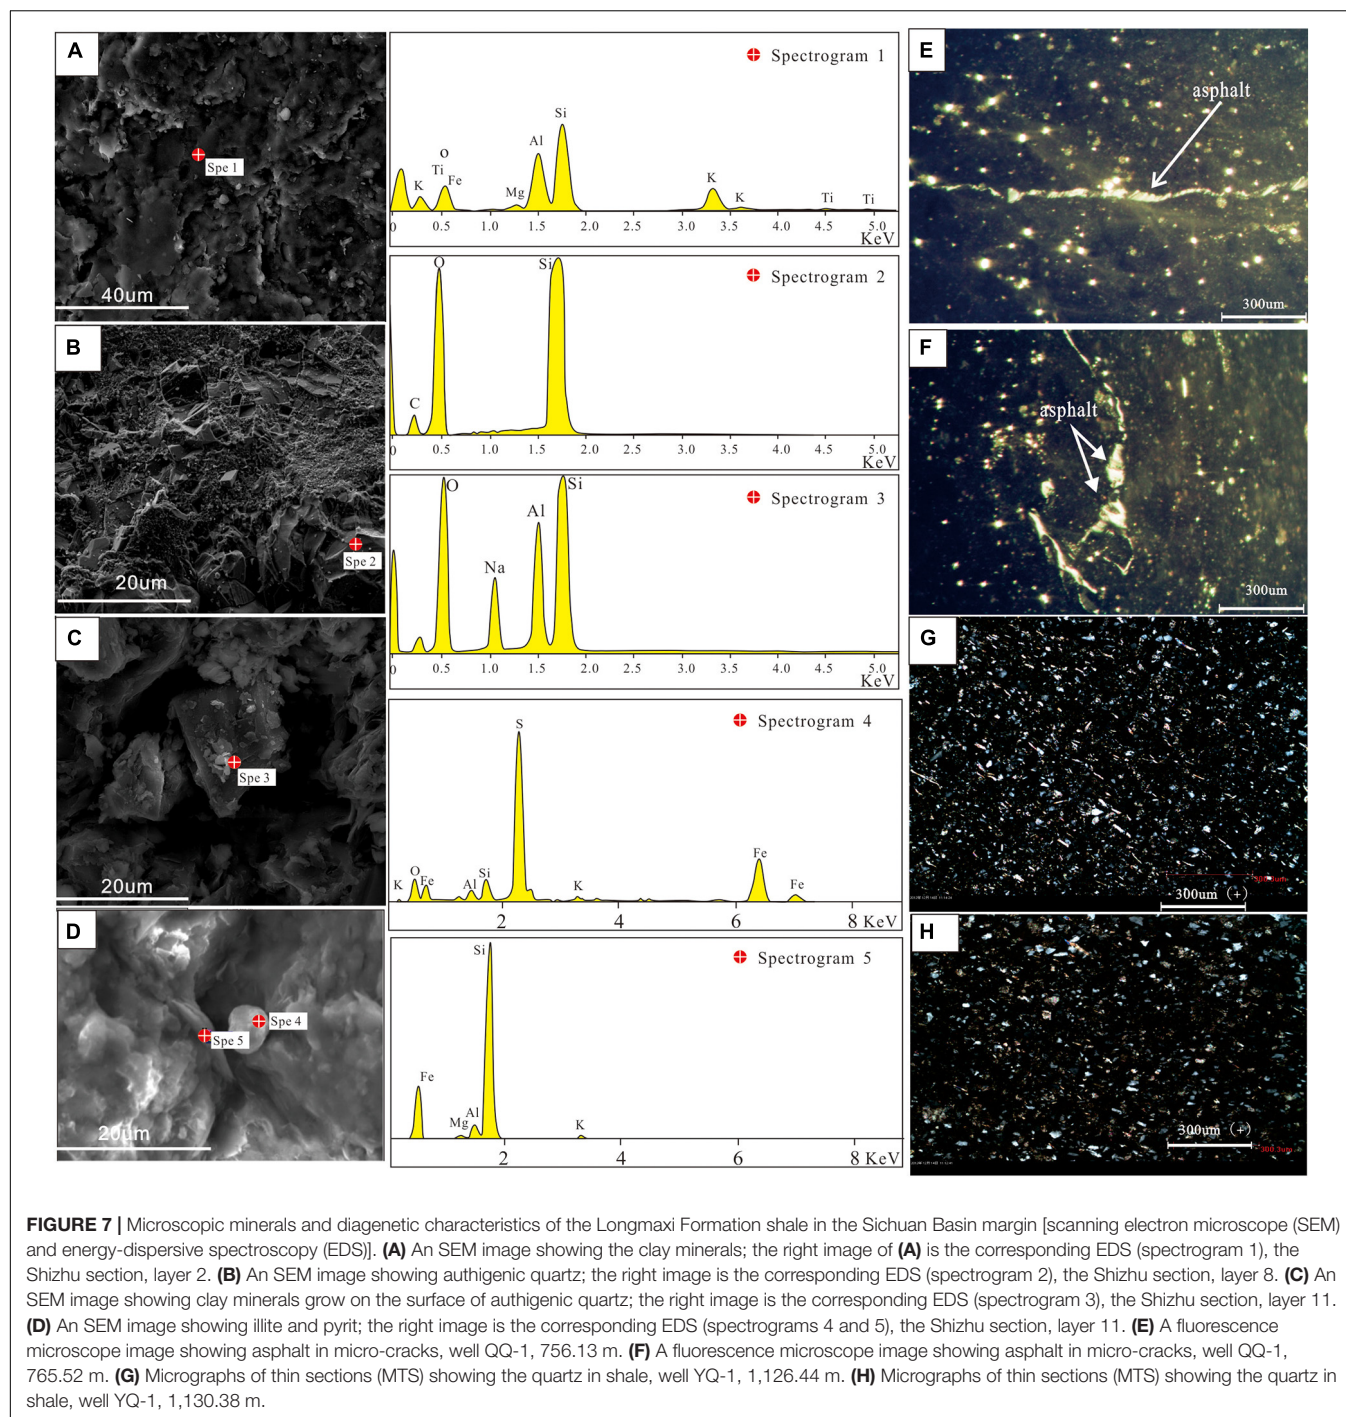 A
Spe 1
40um
Spectrogram 1
K
Ti
O
Fe
Mg
Al
Si
K
K
Ti
Ti
0 0.5 1.0 1.5 2.0 2.5 3.0 3.5 4.0 4.5 5.0
KeV
B
Spe 2
20um
Spectrogram 2
C
O
Si
0 0.5 1.0 1.5 2.0 2.5 3.0 3.5 4.0 4.5 5.0
KeV
C
Spe 3
20um
Spectrogram 3
O
Na
Al
Si
0 0.5 1.0 1.5 2.0 2.5 3.0 3.5 4.0 4.5 5.0
KeV
D
Spe 4
Spe 5
20um
Spectrogram 4
K
O
Fe
Al
Si
S
K
Fe
Fe
2 4 6 8 KeV
Spectrogram 5
Fe
Mg
Al
Si
K
2 4 6 8 KeV
E
asphalt
300um
F
asphalt
300um
G
300um (+)
H
300um (+)
300.3um
FIGURE 7 | Microscopic minerals and diagenetic characteristics of the Longmaxi Formation shale in the Sichuan Basin margin [scanning electron microscope (SEM)
and energy-dispersive spectroscopy (EDS)]. (A) An SEM image showing the clay minerals; the right image of (A) is the corresponding EDS (spectrogram 1), the
Shizhu section, layer 2. (B) An SEM image showing authigenic quartz; the right image is the corresponding EDS (spectrogram 2), the Shizhu section, layer 8. (C) An
SEM image showing clay minerals grow on the surface of authigenic quartz; the right image is the corresponding EDS (spectrogram 3), the Shizhu section, layer 11.
(D) An SEM image showing illite and pyrit; the right image is the corresponding EDS (spectrograms 4 and 5), the Shizhu section, layer 11. (E) A fluorescence
microscope image showing asphalt in micro-cracks, well QQ-1, 756.13 m. (F) A fluorescence microscope image showing asphalt in micro-cracks, well QQ-1,
765.52 m. (G) Micrographs of thin sections (MTS) showing the quartz in shale, well YQ-1, 1,126.44 m. (H) Micrographs of thin sections (MTS) showing the quartz in
shale, well YQ-1, 1,130.38 m.